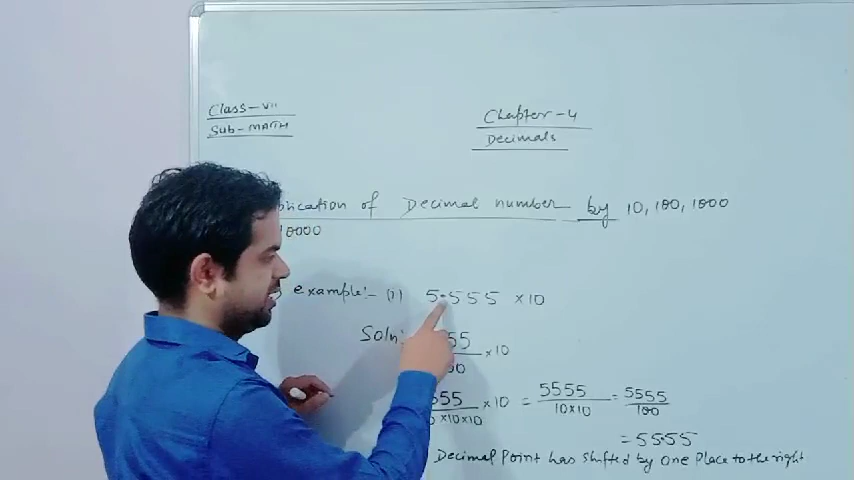 Class-VII
Sub-MATH
Chapter-4
Decimals
of Decimal number by 10, 100, 1000
10000
example:- (1) 5.555 ×10
Soln: 55 ×10
00
555 ×10 = 5555 = 5555
×10×10 10×10 100
= 55.55
Decimal Point has shifted by one Place to the right